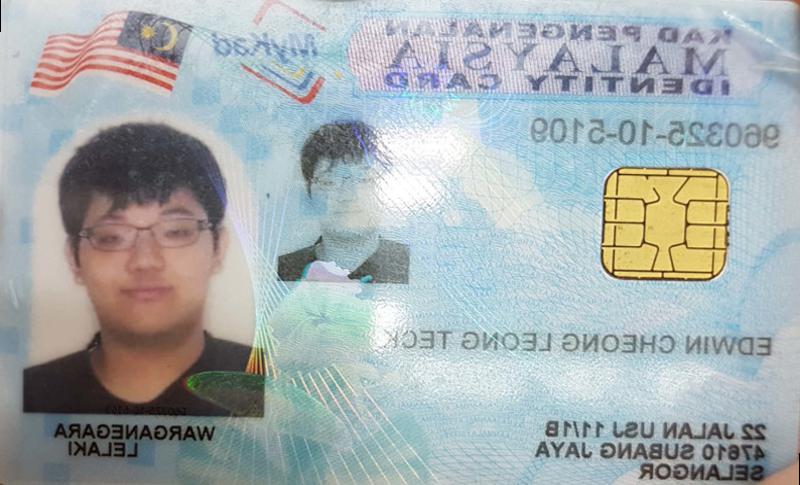 KAD PENGENALAN
MALAYSIA
IDENTITY CARD
MyKad
960325-10-5109
EDWIN CHEONG LEONG TECK
22 JALAN USJ 11/1B
47610 SUBANG JAYA
SELANGOR
WARGANEGARA
LELAKI